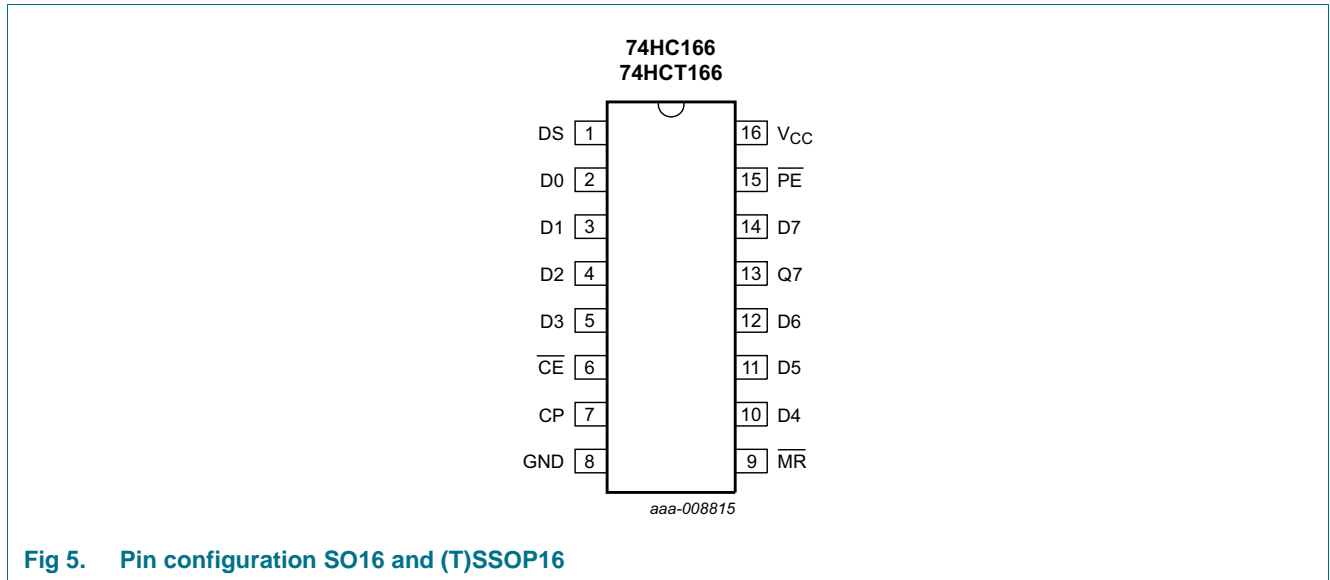 74HC166
74HCT166
DS 1 16 VCC
D0 2 15 PE
D1 3 14 D7
D2 4 13 Q7
D3 5 12 D6
CE 6 11 D5
CP 7 10 D4
GND 8 9 MR
aaa-008815
Fig 5. Pin configuration SO16 and (T)SSOP16